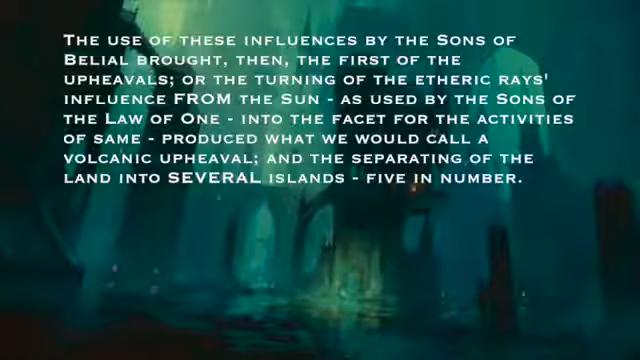 The use of these influences by the Sons of
Belial brought, then, the first of the
upheavals; or the turning of the etheric rays'
influence FROM the Sun - as used by the Sons of
the Law of One - into the facet for the activities
of same - produced what we would call a
volcanic upheaval; and the separating of the
land into SEVERAL islands - five in number.